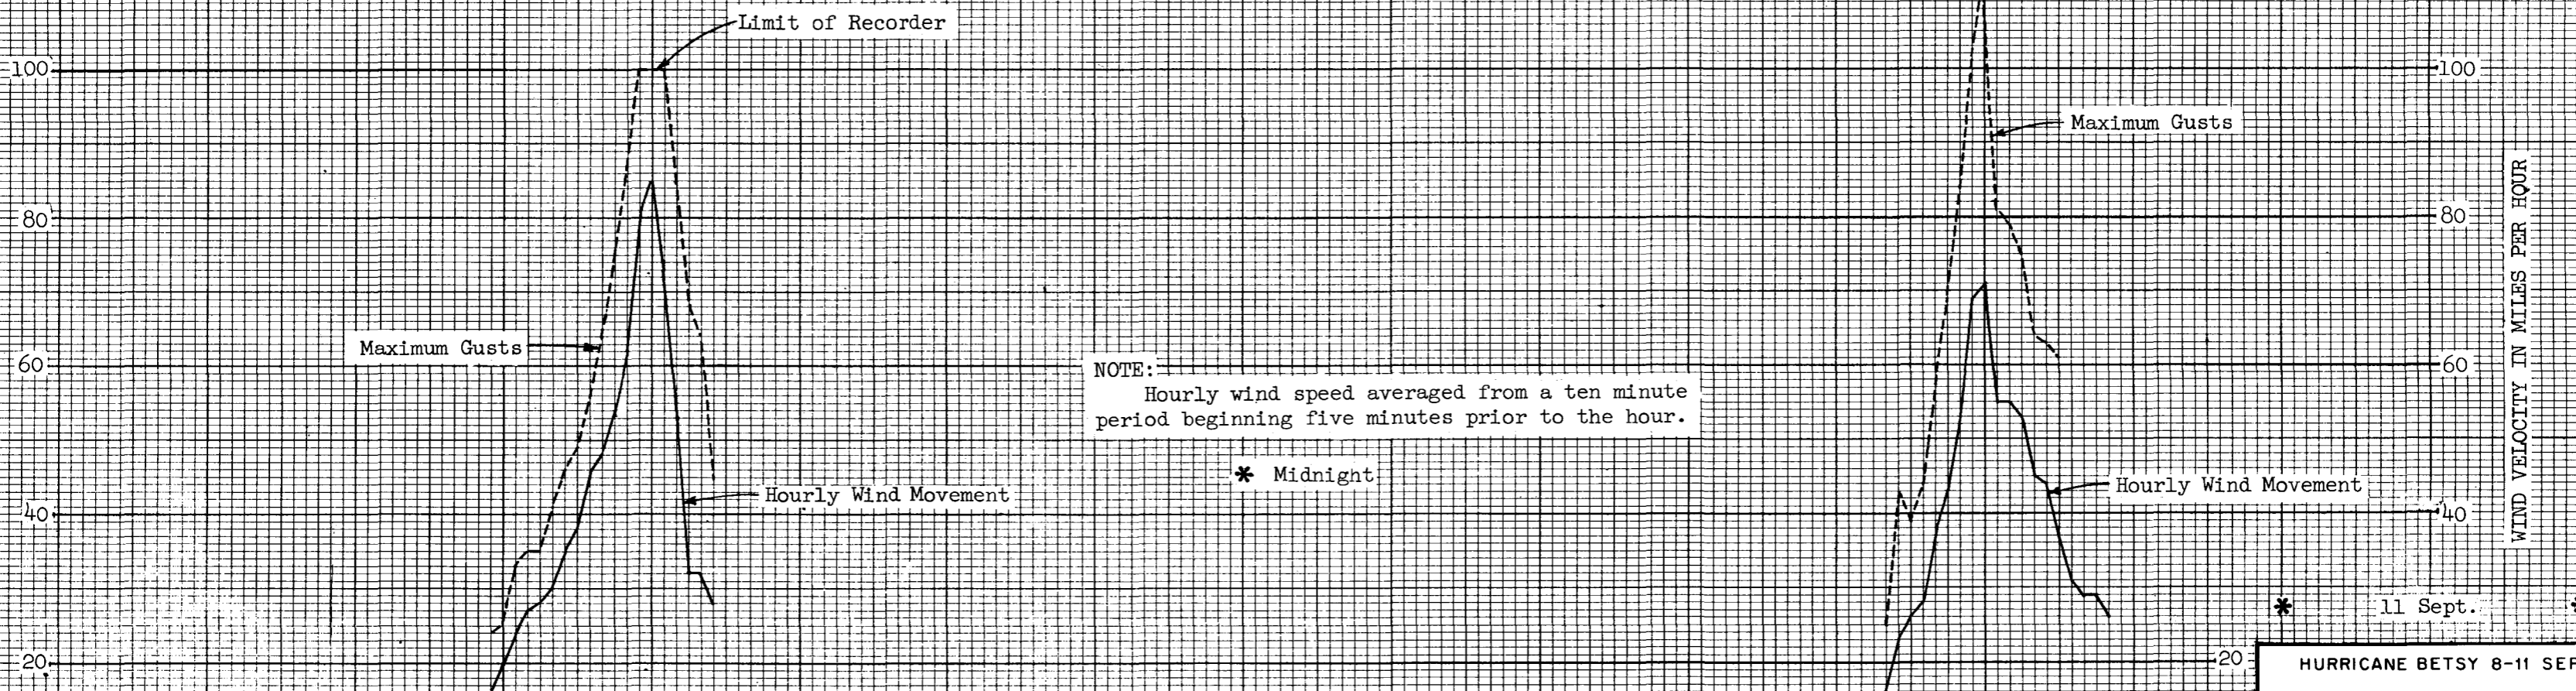 Limit of Recorder
100
100
Maximum Gusts
80
80
Maximum Gusts
60
60
NOTE:
Hourly wind speed averaged from a ten minute
period beginning five minutes prior to the hour.
* Midnight
Hourly Wind Movement
Hourly Wind Movement
40
40
WIND VELOCITY IN MILES PER HOUR
* 11 Sept. *
20
20
HURRICANE BETSY 8-11 SEP